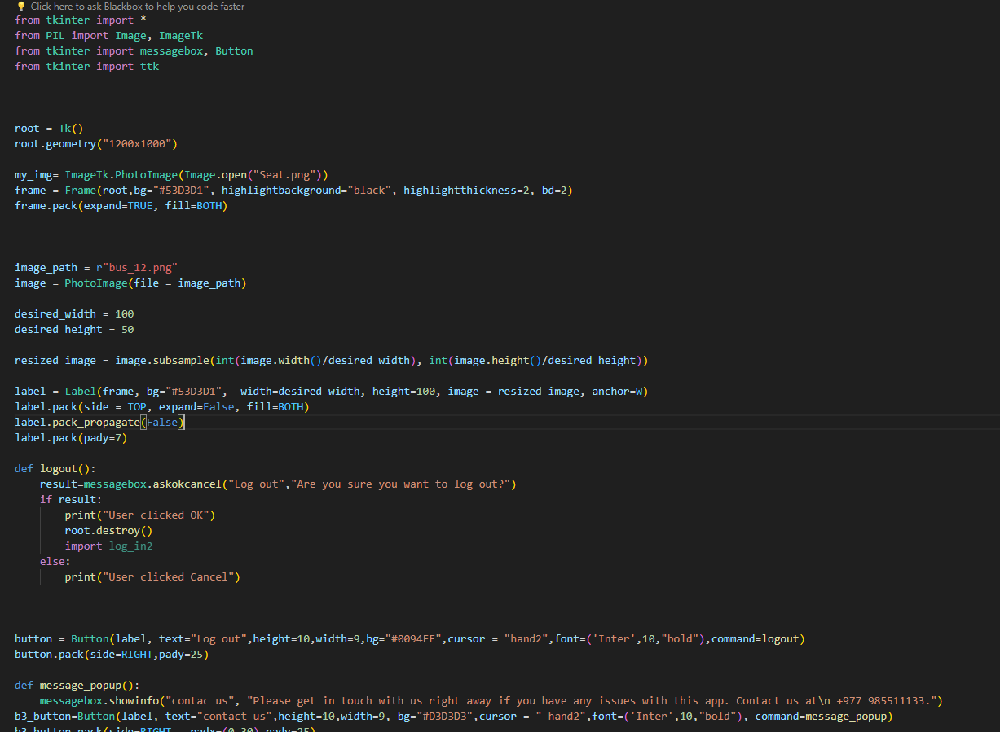 Click here to ask Blackbox to help you code faster
from tkinter import *
from PIL import Image, ImageTk
from tkinter import messagebox, Button
from tkinter import ttk
root = Tk()
root.geometry("1200x1000")
my_img= ImageTk.PhotoImage(Image.open("Seat.png"))
frame = Frame(root,bg="#53D3D1", highlightbackground="black", highlightthickness=2, bd=2)
frame.pack(expand=TRUE, fill=BOTH)
image_path = r"bus_12.png"
image = PhotoImage(file = image_path)
desired_width = 100
desired_height = 50
resized_image = image.subsample(int(image.width()/desired_width), int(image.height()/desired_height))
label = Label(frame, bg="#53D3D1",  width=desired_width, height=100, image = resized_image, anchor=W)
label.pack(side = TOP, expand=False, fill=BOTH)
label.pack_propagate(False)
label.pack(pady=7)
def logout():
    result=messagebox.askokcancel("Log out","Are you sure you want to log out?")
    if result:
        print("User clicked OK")
        root.destroy()
        import log_in2
    else:
        print("User clicked Cancel")
button = Button(label, text="Log out",height=10,width=9,bg="#0094FF",cursor = "hand2",font=('Inter',10,"bold"),command=logout)
button.pack(side=RIGHT,pady=25)
def message_popup():
    messagebox.showinfo("contac us", "Please get in touch with us right away if you have any issues with this app. Contact us at\n +977 985511133.")
b3_button=Button(label, text="contact us",height=10,width=9, bg="#D3D3D3",cursor = " hand2",font=('Inter',10,"bold"), command=message_popup)
b3_button.pack(side=RIGHT,  padx=(0,30),pady=25)